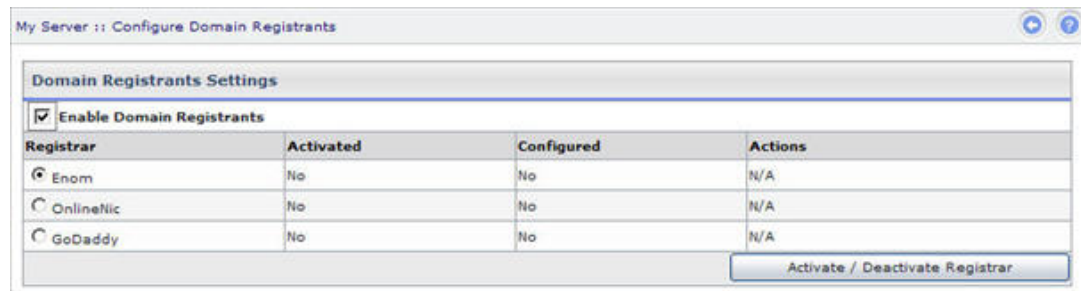 My Server :: Configure Domain Registrants
Domain Registrants Settings
Enable Domain Registrants
Registrar Activated Configured Actions
Enom No No N/A
OnlineNic No No N/A
GoDaddy No No N/A
Activate / Deactivate Registrar